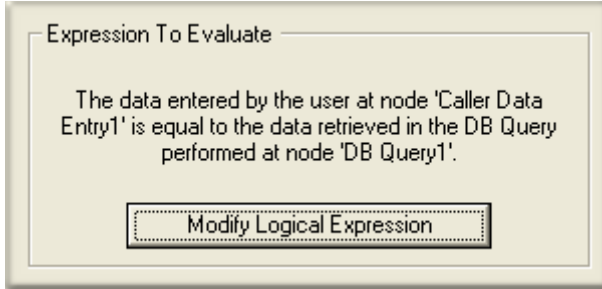 Expression To Evaluate
The data entered by the user at node 'Caller Data
Entry1' is equal to the data retrieved in the DB Query
performed at node 'DB Query1'.
Modify Logical Expression